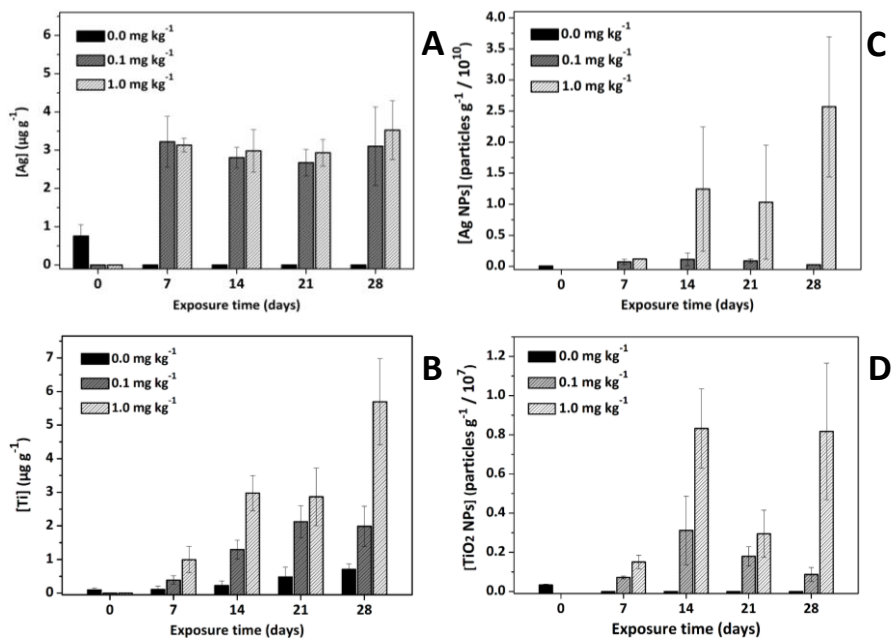 A
0.0 mg kg⁻¹
0.1 mg kg⁻¹
1.0 mg kg⁻¹
[Ag] (µg g⁻¹)
6
5
4
3
2
1
0
0 7 14 21 28
Exposure time (days)
C
0.0 mg kg⁻¹
0.1 mg kg⁻¹
1.0 mg kg⁻¹
[Ag NPs] (particles g⁻¹ / 10¹⁰)
4.0
3.5
3.0
2.5
2.0
1.5
1.0
0.5
0.0
0 7 14 21 28
Exposure time (days)
B
0.0 mg kg⁻¹
0.1 mg kg⁻¹
1.0 mg kg⁻¹
[Ti] (µg g⁻¹)
7
6
5
4
3
2
1
0
0 7 14 21 28
Exposure time (days)
D
0.0 mg kg⁻¹
0.1 mg kg⁻¹
1.0 mg kg⁻¹
[TiO₂ NPs] (particles g⁻¹ / 10⁷)
1.2
1.0
0.8
0.6
0.4
0.2
0.0
0 7 14 21 28
Exposure time (days)